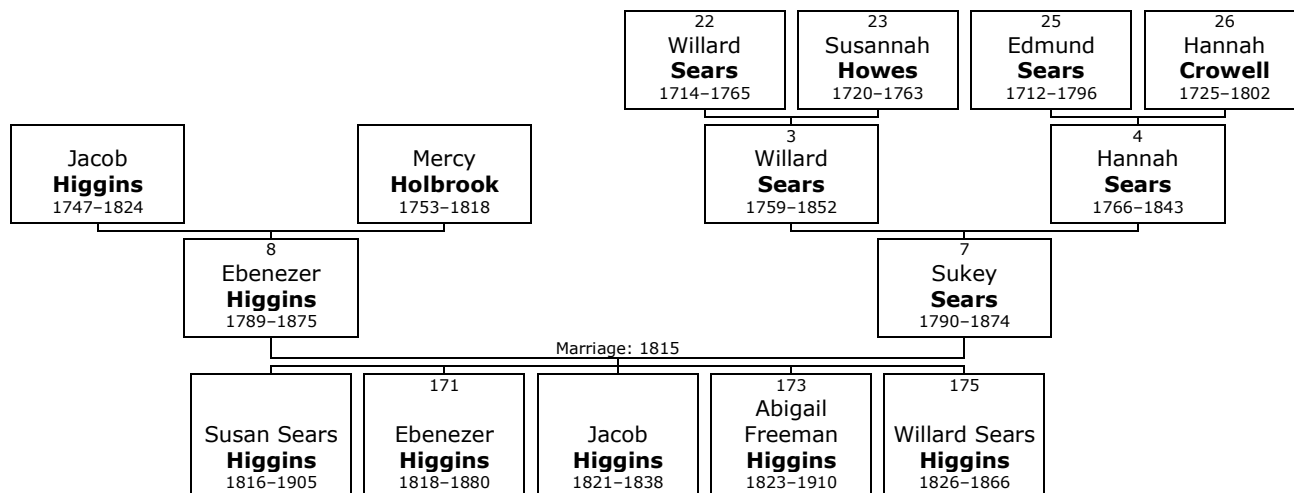 22
Willard
Sears
1714–1765
23
Susannah
Howes
1720–1763
25
Edmund
Sears
1712–1796
26
Hannah
Crowell
1725–1802
Jacob
Higgins
1747–1824
Mercy
Holbrook
1753–1818
3
Willard
Sears
1759–1852
4
Hannah
Sears
1766–1843
8
Ebenezer
Higgins
1789–1875
7
Sukey
Sears
1790–1874
Marriage: 1815
Susan Sears
Higgins
1816–1905
171
Ebenezer
Higgins
1818–1880
Jacob
Higgins
1821–1838
173
Abigail
Freeman
Higgins
1823–1910
175
Willard Sears
Higgins
1826–1866